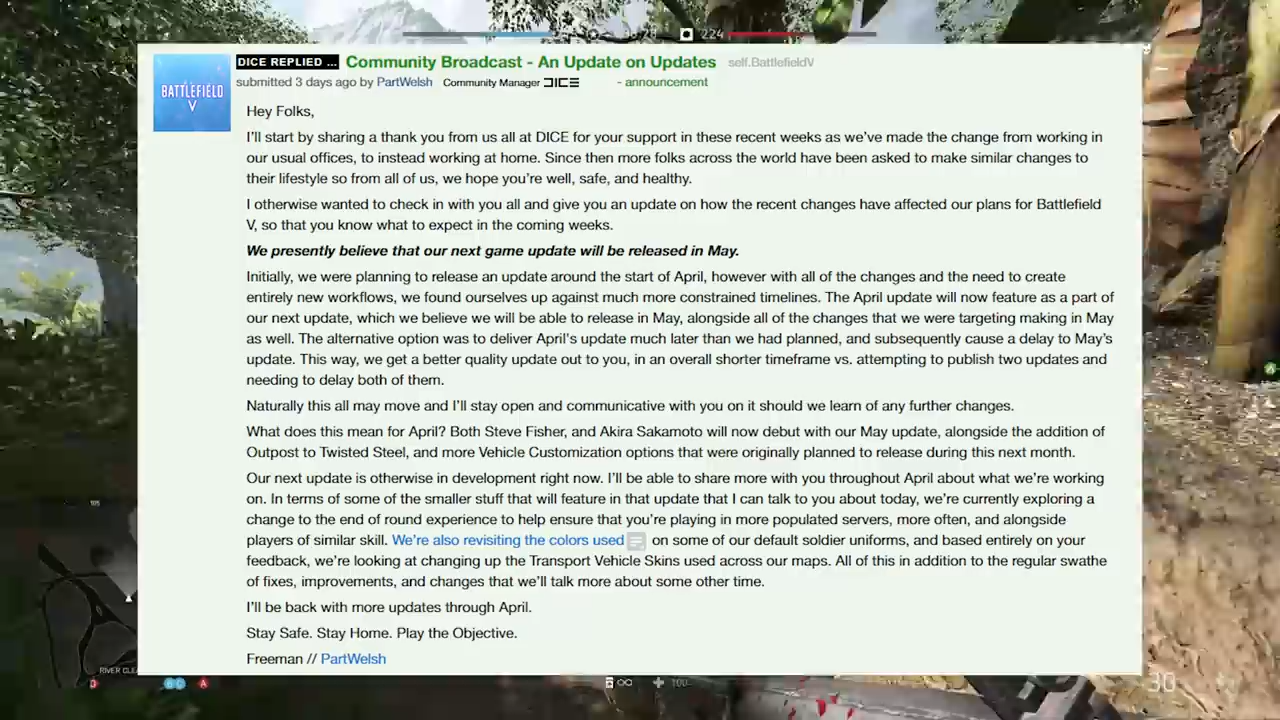 224
DICE REPLIED ... Community Broadcast - An Update on Updates self.BattlefieldV
submitted 3 days ago by PartWelsh Community Manager DICE - announcement
BATTLEFIELD
V
Hey Folks,
I'll start by sharing a thank you from us all at DICE for your support in these recent weeks as we've made the change from working in
our usual offices, to instead working at home. Since then more folks across the world have been asked to make similar changes to
their lifestyle so from all of us, we hope you're well, safe, and healthy.
I otherwise wanted to check in with you all and give you an update on how the recent changes have affected our plans for Battlefield
V, so that you know what to expect in the coming weeks.
We presently believe that our next game update will be released in May.
Initially, we were planning to release an update around the start of April, however with all of the changes and the need to create
entirely new workflows, we found ourselves up against much more constrained timelines. The April update will now feature as a part of
our next update, which we believe we will be able to release in May, alongside all of the changes that we were targeting making in May
as well. The alternative option was to deliver April's update much later than we had planned, and subsequently cause a delay to May's
update. This way, we get a better quality update out to you, in an overall shorter timeframe vs. attempting to publish two updates and
needing to delay both of them.
Naturally this all may move and I'll stay open and communicative with you on it should we learn of any further changes.
What does this mean for April? Both Steve Fisher, and Akira Sakamoto will now debut with our May update, alongside the addition of
Outpost to Twisted Steel, and more Vehicle Customization options that were originally planned to release during this next month.
Our next update is otherwise in development right now. I'll be able to share more with you throughout April about what we're working
on. In terms of some of the smaller stuff that will feature in that update that I can talk to you about today, we're currently exploring a
change to the end of round experience to help ensure that you're playing in more populated servers, more often, and alongside
players of similar skill. We're also revisiting the colors used on some of our default soldier uniforms, and based entirely on your
feedback, we're looking at changing up the Transport Vehicle Skins used across our maps. All of this in addition to the regular swathe
of fixes, improvements, and changes that we'll talk more about some other time.
I'll be back with more updates through April.
Stay Safe. Stay Home. Play the Objective.
Freeman // PartWelsh
RIVER CLE
D
B C A
100
30